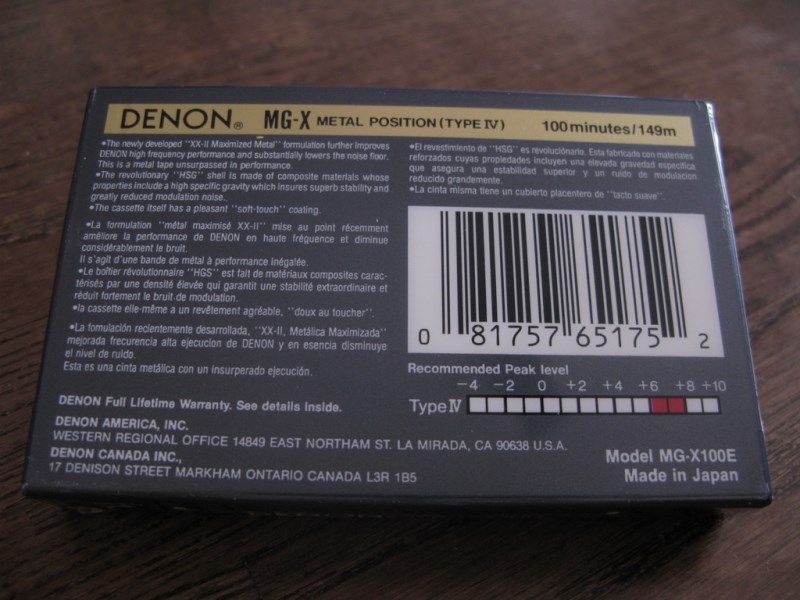 DENON® MG-X METAL POSITION (TYPE IV) 100minutes/149m
•The newly developed "XX-II Maximized Metal" formulation further improves
DENON high frequency performance and substantially lowers the noise floor.
This is a metal tape unsurpassed in performance.
•The revolutionary "HSG" shell is made of composite materials whose
properties include a high specific gravity which insures superb stability and
greatly reduced modulation noise.
•The cassette itself has a pleasant "soft-touch" coating.
•La formulation "métal maximisé XX-II" mise au point récemment
améliore la performance de DENON en haute fréquence et diminue
considérablement le bruit.
Il s'agit d'une bande de métal à performance inégalée.
•Le boîtier révolutionnaire "HGS" est fait de matériaux composites carac-
térisés par une densité élevée qui garantit une stabilité extraordinaire et
réduit fortement le bruit de modulation.
•la cassette elle-même a un revêtement agréable, "doux au toucher".
•La fomulación recientemente desarrollada, "XX-II, Metálica Maximizada"
mejorada frecurencia alta ejecucion de DENON y en esencia disminuye
el nivel de ruido.
Esta es una cinta metálica con un insurperado ejecución.
•El revestimiento de "HSG" es revoluciónario. Esta fabricado con materiales
reforzados cuyas propiedades incluyen una elevada gravedad especifica
que asegura una estabilidad superior y un ruido de modulacion
reducido grandemente.
•La cinta misma tiene un cubierto placentero de "tacto suave".
0 81757 65175 2
Recommended Peak level
−4 −2 0 +2 +4 +6 +8 +10
Type IV
DENON Full Lifetime Warranty. See details Inside.
DENON AMERICA, INC.
WESTERN REGIONAL OFFICE 14849 EAST NORTHAM ST. LA MIRADA, CA 90638 U.S.A.
DENON CANADA INC.,
17 DENISON STREET MARKHAM ONTARIO CANADA L3R 1B5
Model MG-X100E
Made in Japan